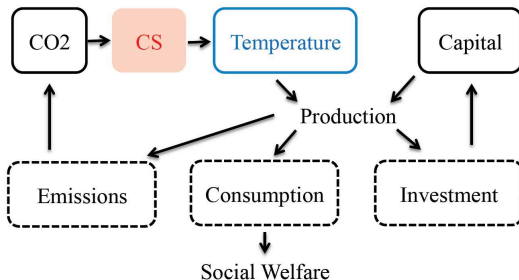 CO2
CS
Temperature
Capital
Production
Emissions
Consumption
Investment
Social Welfare